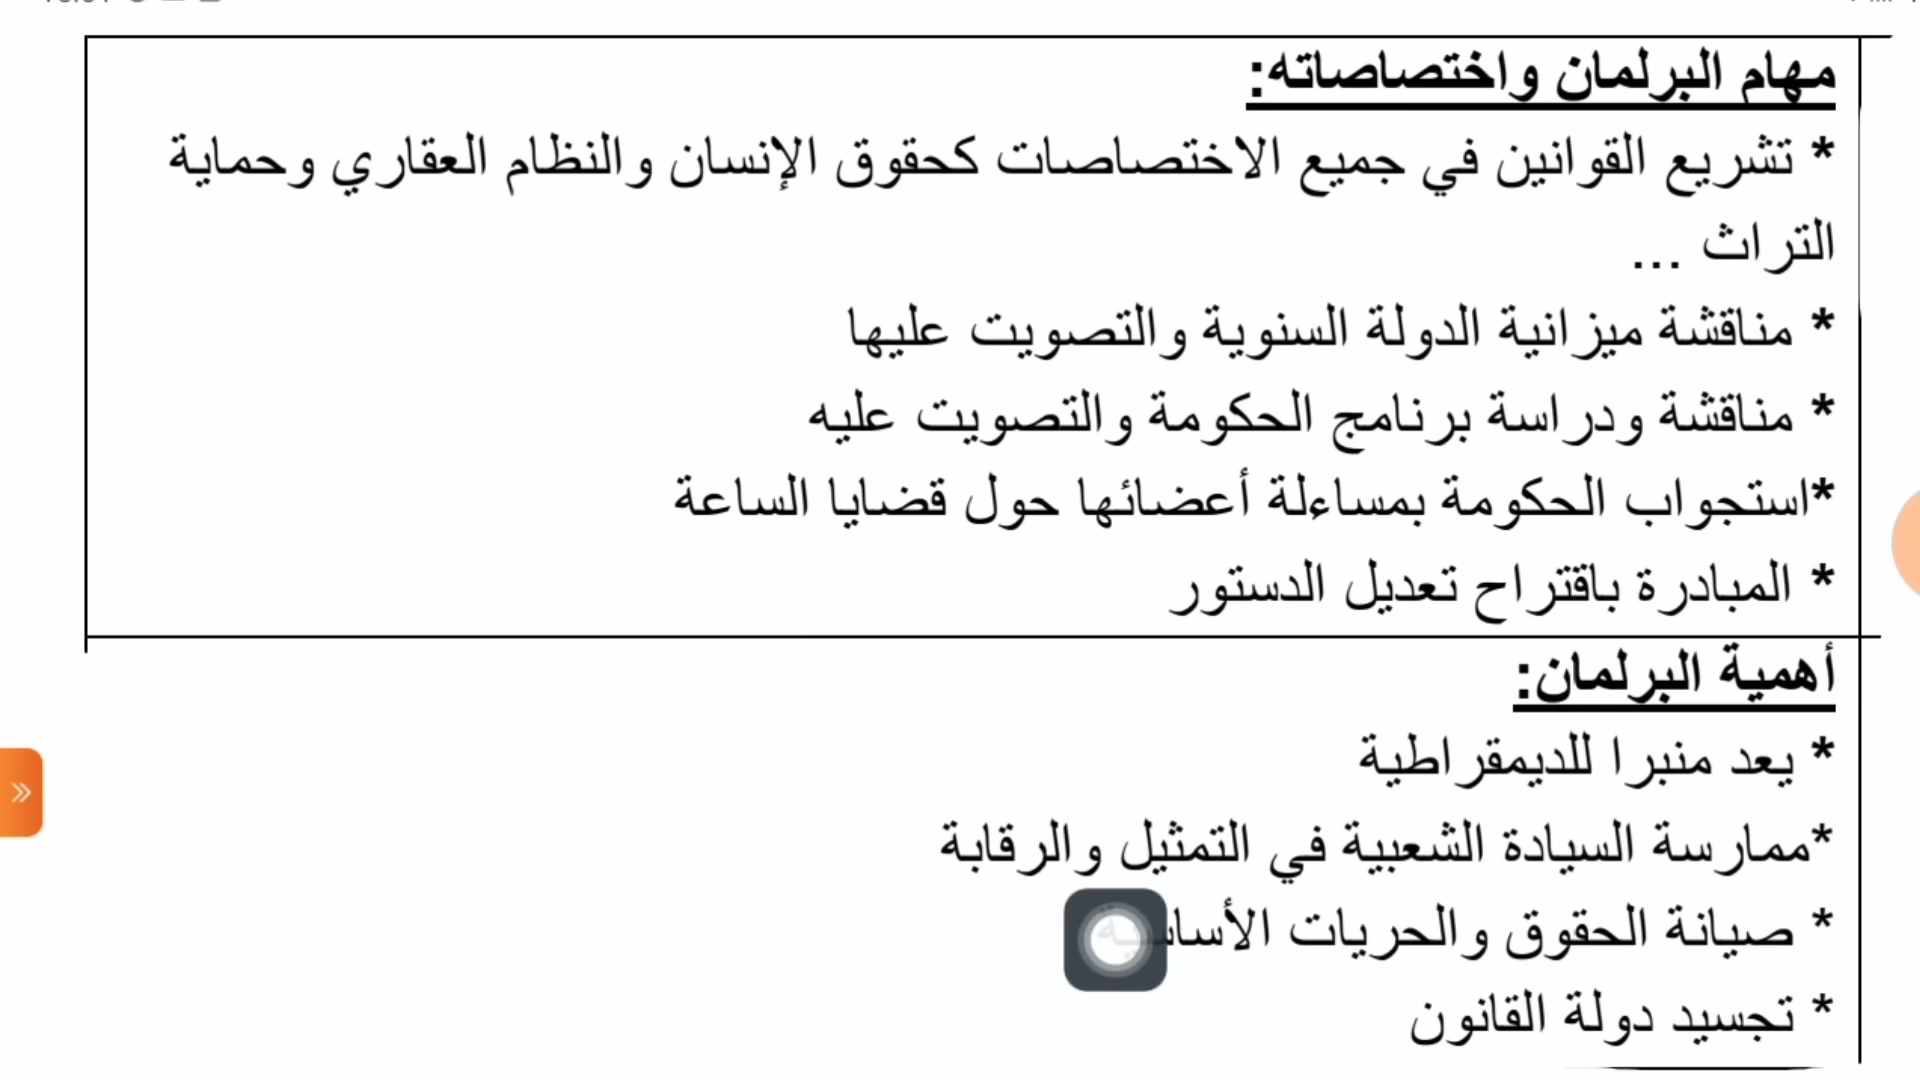 مهام البرلمان واختصاصاته:
* تشريع القوانين في جميع الاختصاصات كحقوق الإنسان والنظام العقاري وحماية
التراث ...
* مناقشة ميزانية الدولة السنوية والتصويت عليها
* مناقشة ودراسة برنامج الحكومة والتصويت عليه
*استجواب الحكومة بمساءلة أعضائها حول قضايا الساعة
* المبادرة باقتراح تعديل الدستور
أهمية البرلمان:
* يعد منبرا للديمقراطية
*ممارسة السيادة الشعبية في التمثيل والرقابة
* صيانة الحقوق والحريات الأساسية
* تجسيد دولة القانون